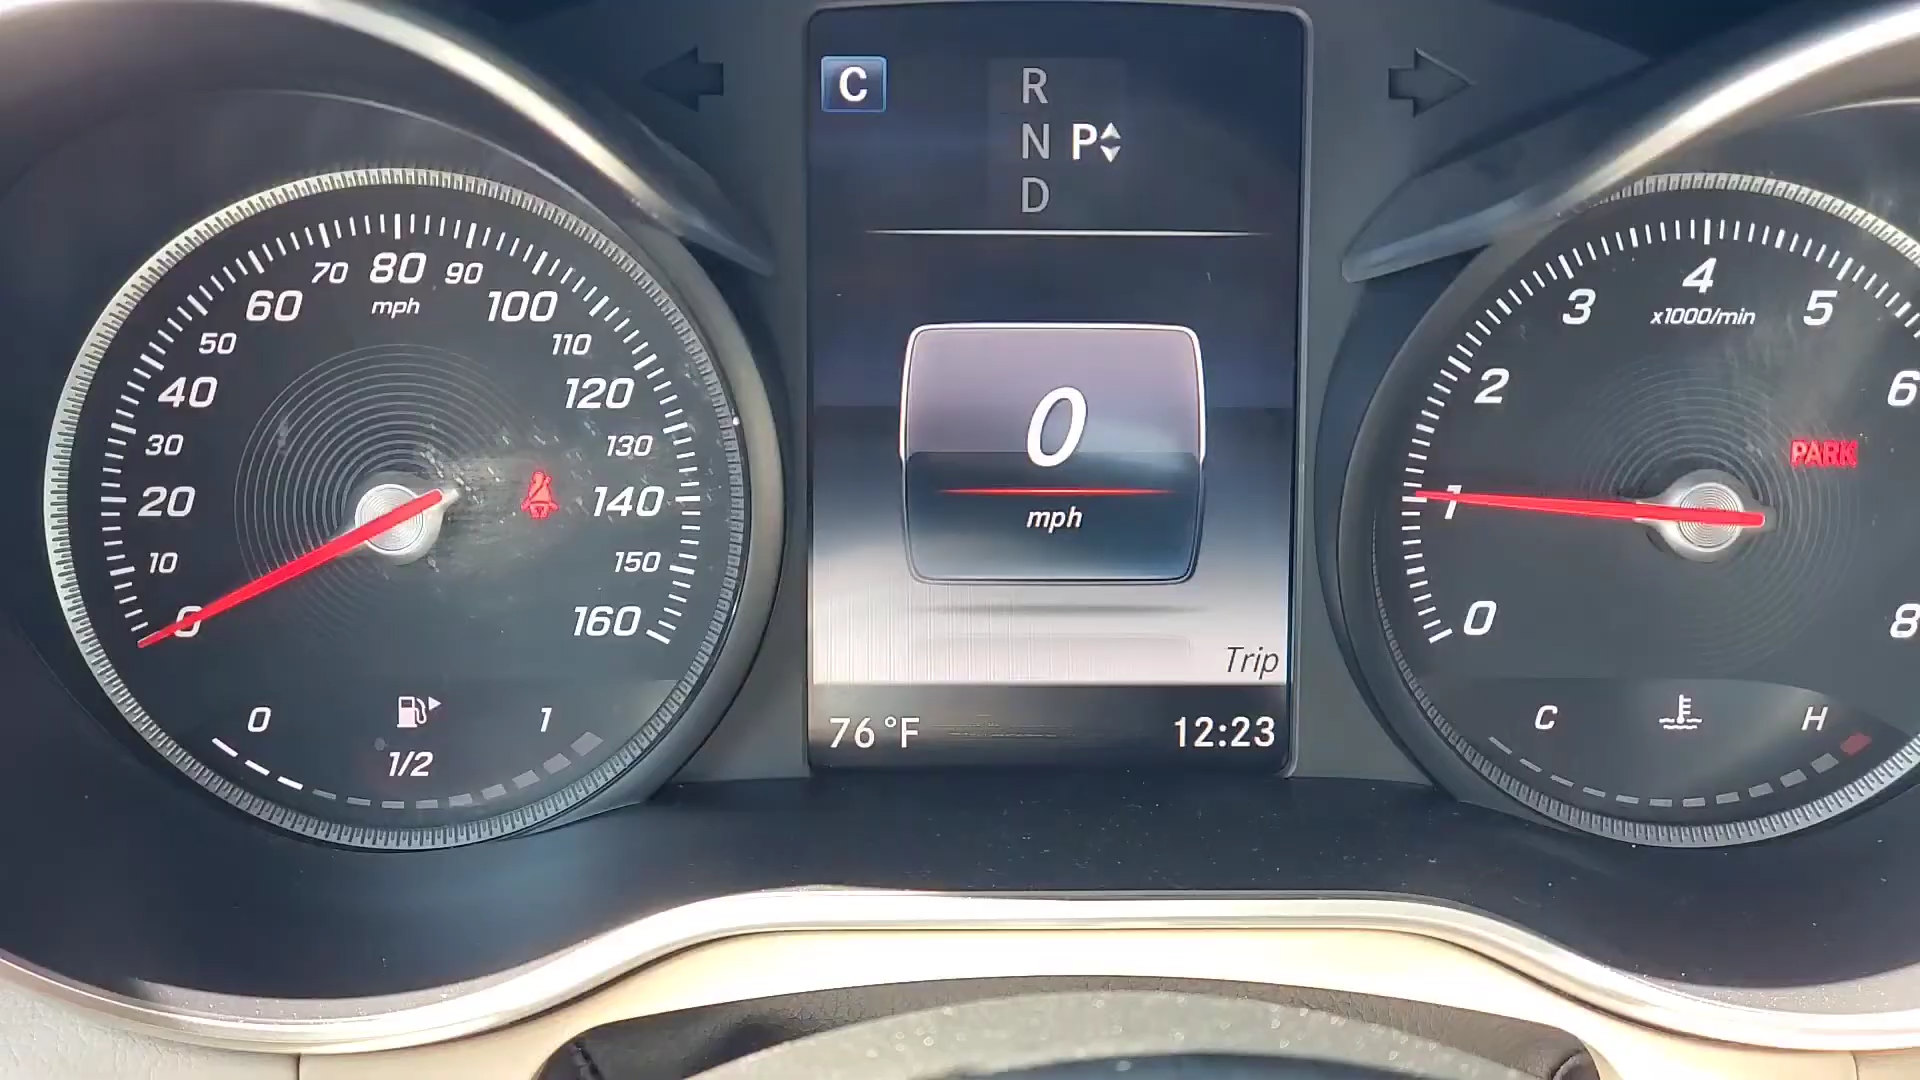 C
R
N P
D
70 80 90
mph
60 100
50 110
40 120
30 130
20 140
10 150
0 160
0 1
1/2
0
mph
Trip
76 °F 12:23
4
3 5
x1000/min
2 6
PARK
1
0 8
C H